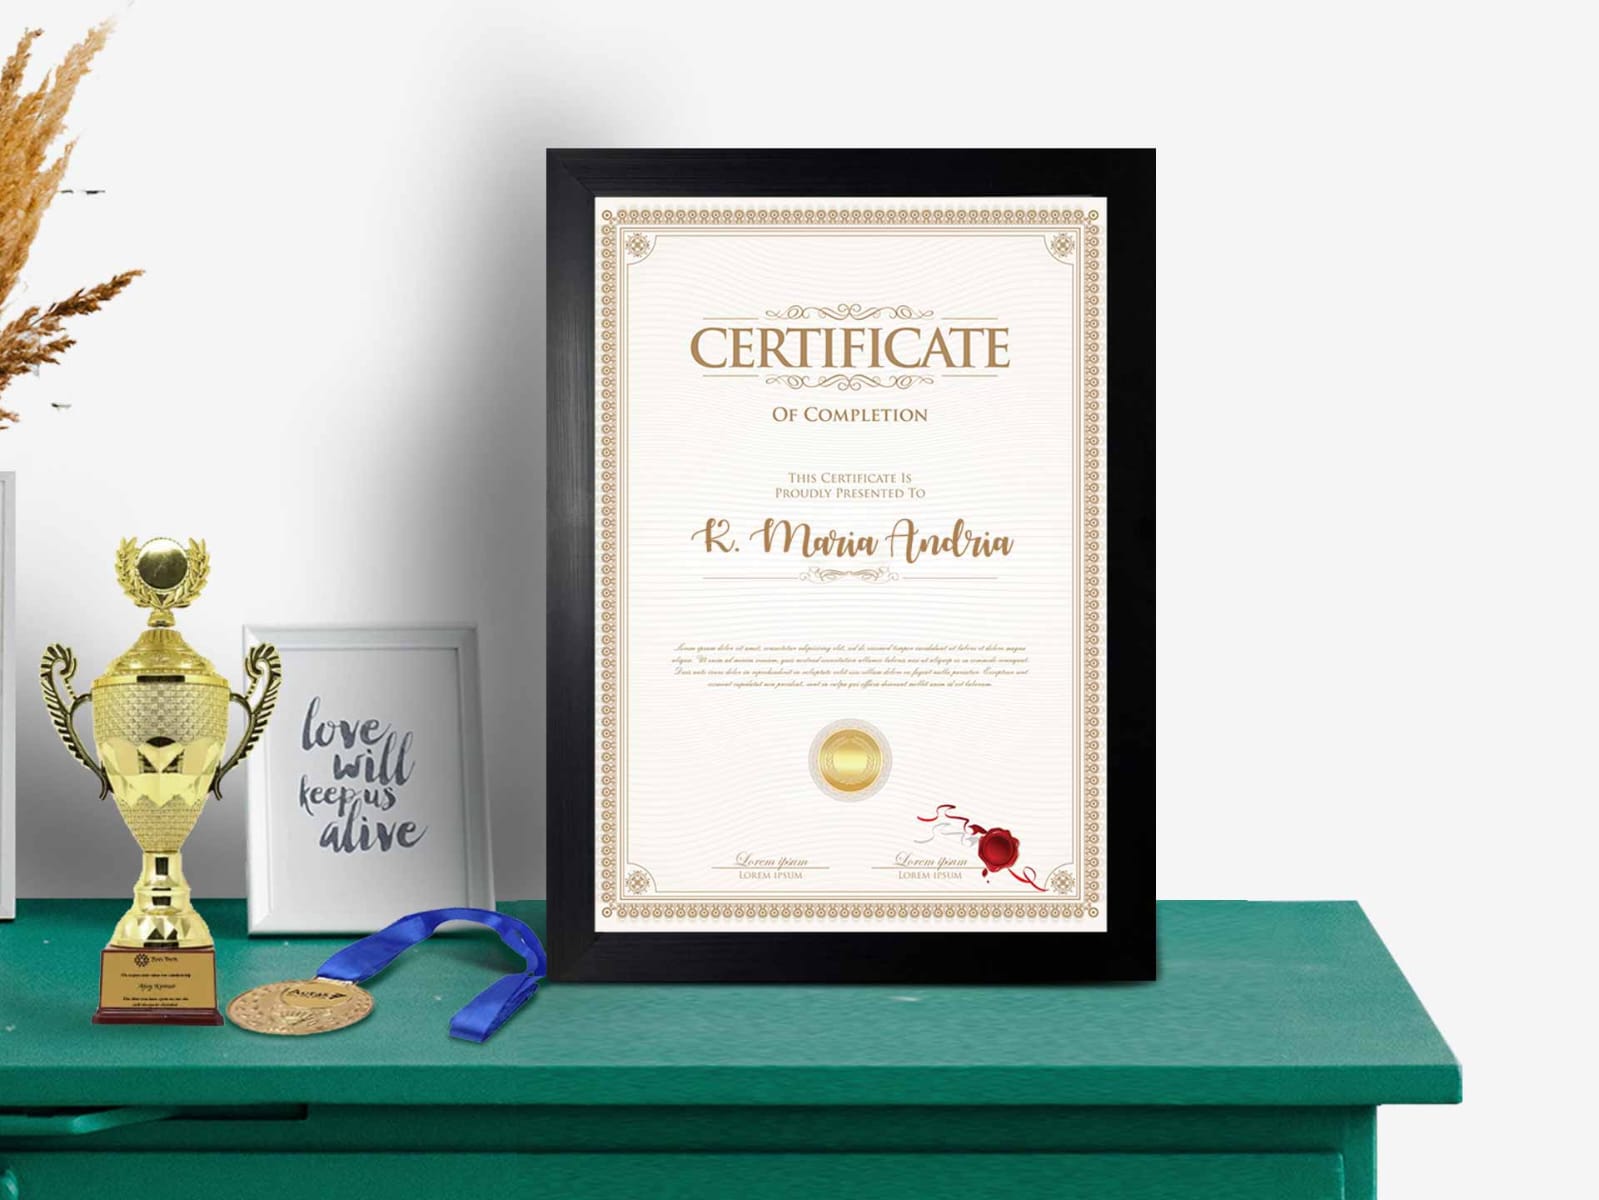 CERTIFICATE
OF COMPLETION
THIS CERTIFICATE IS
PROUDLY PRESENTED TO
K. Maria Andria
Lorem ipsum dolor sit amet, consectetur adipisicing elit, sed do eiusmod tempor incididunt ut labore et dolore magna
aliqua. Ut enim ad minim veniam, quis nostrud exercitation ullamco laboris nisi ut aliquip ex ea commodo consequat.
Duis aute irure dolor in reprehenderit in voluptate velit esse cillum dolore eu fugiat nulla pariatur. Excepteur sint
occaecat cupidatat non proident, sunt in culpa qui officia deserunt mollit anim id est laborum.
Lorem ipsum
LOREM IPSUM
Lorem ipsum
LOREM IPSUM
love
will
keep us
alive
Ajay Kumar